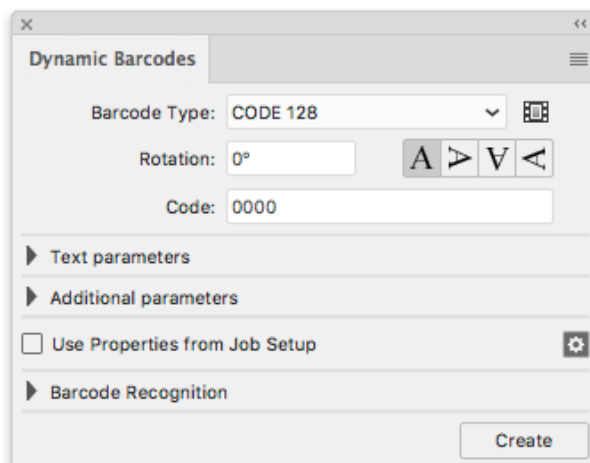 Dynamic Barcodes
Barcode Type: CODE 128
Rotation: 0° A A A A
Code: 0000
Text parameters
Additional parameters
Use Properties from Job Setup
Barcode Recognition
Create